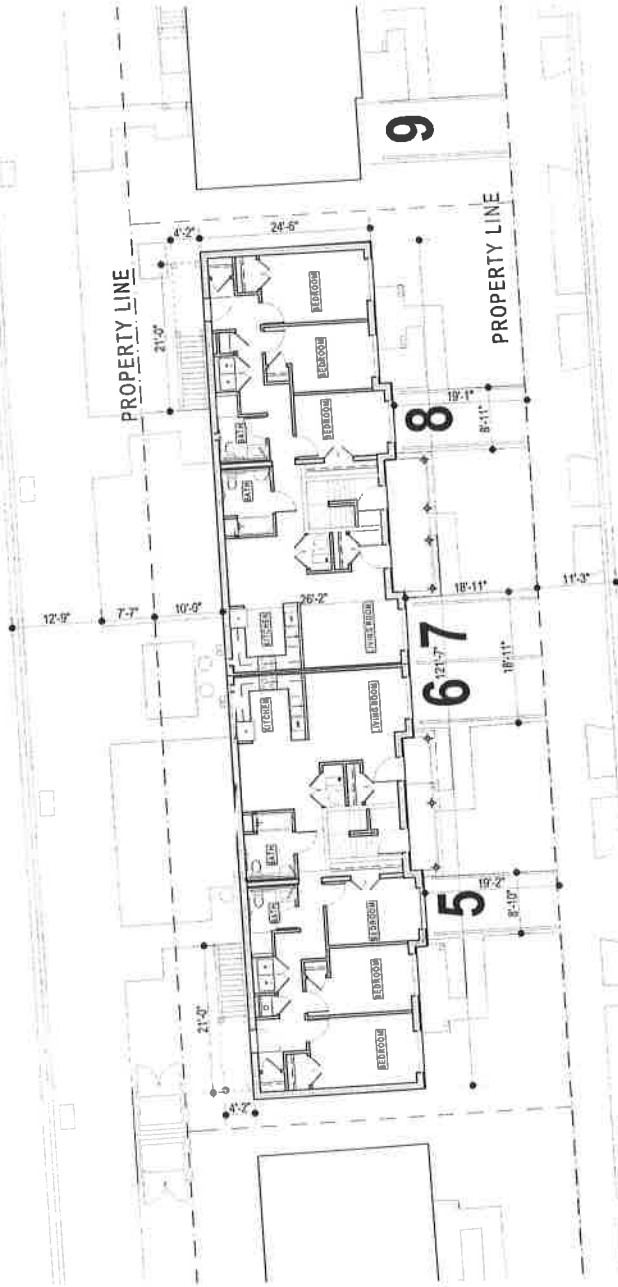 9
PROPERTY LINE
PROPERTY LINE
4'-2"
24'-6"
21'-0"
BEDROOM
BEDROOM
BEDROOM
BATH
BATH
8
19'-1"
8'-11"
12'-9"
7'-7"
26'-2"
KITCHEN
LIVING ROOM
18'-11"
11'-3"
7
121'-7"
18'-11"
6
KITCHEN
LIVING ROOM
BATH
BATH
5
19'-2"
8'-10"
BEDROOM
BEDROOM
BEDROOM
21'-0"
4'-2"